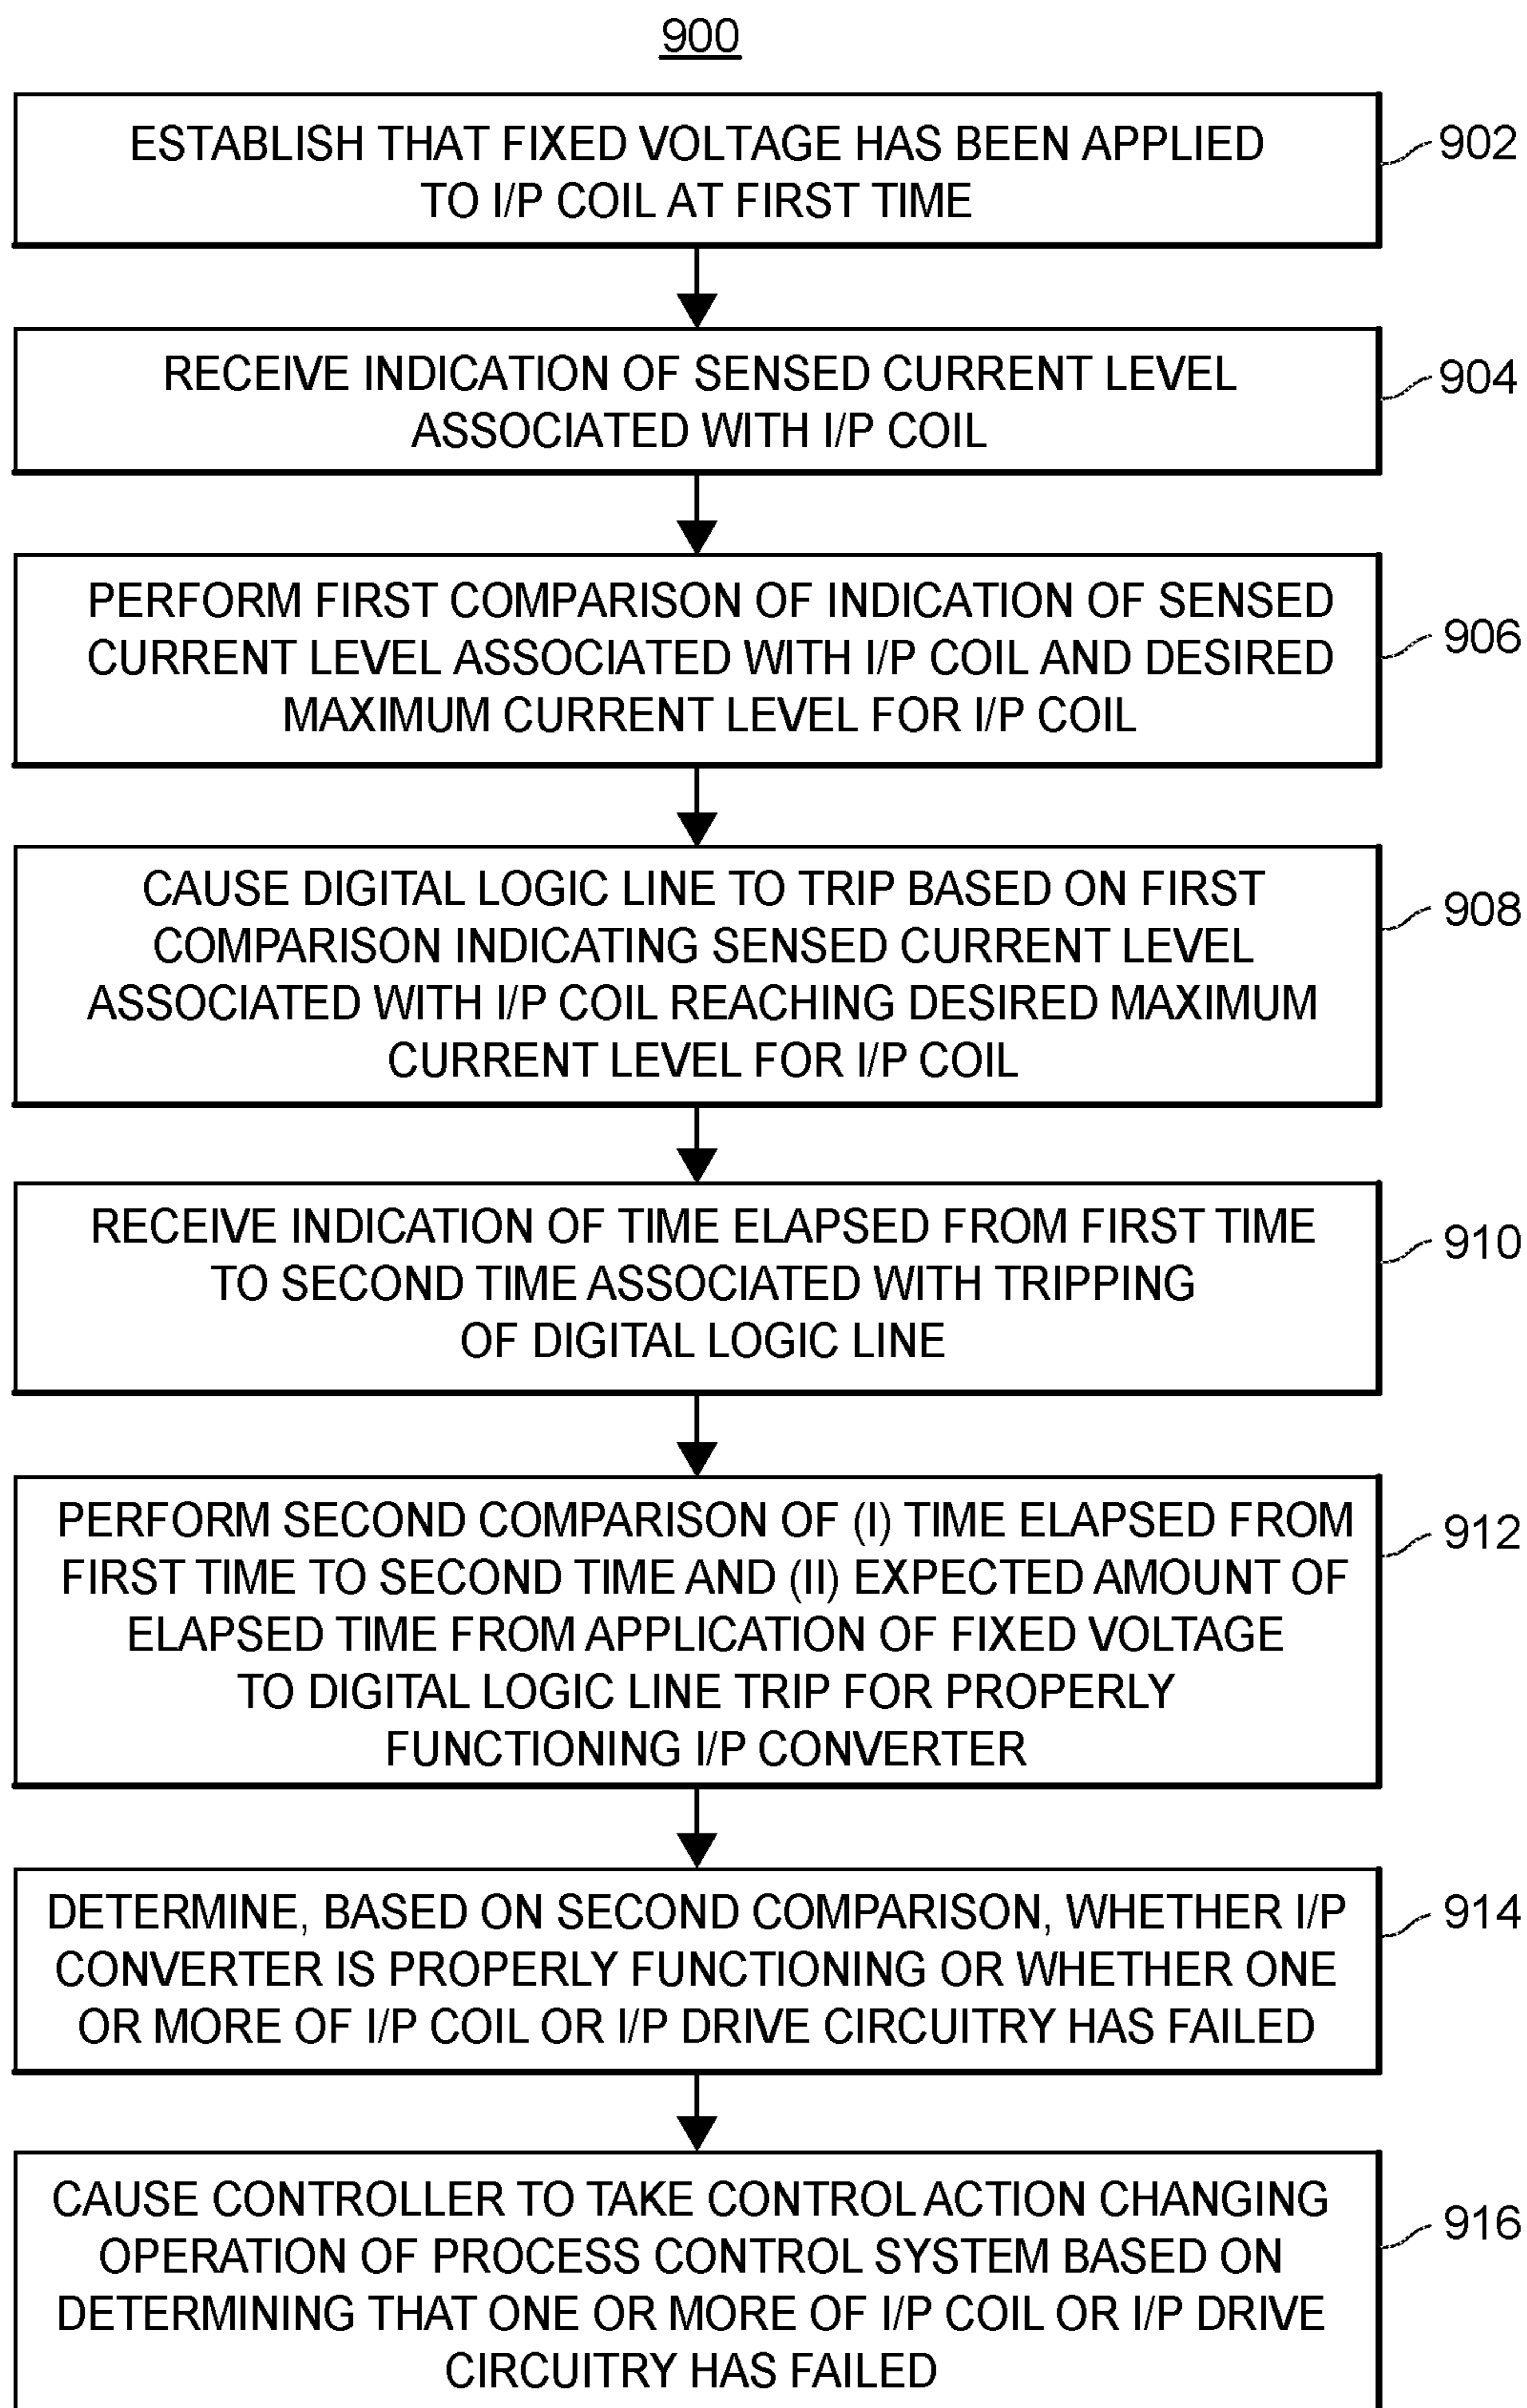 900
ESTABLISH THAT FIXED VOLTAGE HAS BEEN APPLIED
TO I/P COIL AT FIRST TIME
902
RECEIVE INDICATION OF SENSED CURRENT LEVEL
ASSOCIATED WITH I/P COIL
904
PERFORM FIRST COMPARISON OF INDICATION OF SENSED
CURRENT LEVEL ASSOCIATED WITH I/P COIL AND DESIRED
MAXIMUM CURRENT LEVEL FOR I/P COIL
906
CAUSE DIGITAL LOGIC LINE TO TRIP BASED ON FIRST
COMPARISON INDICATING SENSED CURRENT LEVEL
ASSOCIATED WITH I/P COIL REACHING DESIRED MAXIMUM
CURRENT LEVEL FOR I/P COIL
908
RECEIVE INDICATION OF TIME ELAPSED FROM FIRST TIME
TO SECOND TIME ASSOCIATED WITH TRIPPING
OF DIGITAL LOGIC LINE
910
PERFORM SECOND COMPARISON OF (I) TIME ELAPSED FROM
FIRST TIME TO SECOND TIME AND (II) EXPECTED AMOUNT OF
ELAPSED TIME FROM APPLICATION OF FIXED VOLTAGE
TO DIGITAL LOGIC LINE TRIP FOR PROPERLY
FUNCTIONING I/P CONVERTER
912
DETERMINE, BASED ON SECOND COMPARISON, WHETHER I/P
CONVERTER IS PROPERLY FUNCTIONING OR WHETHER ONE
OR MORE OF I/P COIL OR I/P DRIVE CIRCUITRY HAS FAILED
914
CAUSE CONTROLLER TO TAKE CONTROL ACTION CHANGING
OPERATION OF PROCESS CONTROL SYSTEM BASED ON
DETERMINING THAT ONE OR MORE OF I/P COIL OR I/P DRIVE
CIRCUITRY HAS FAILED
916